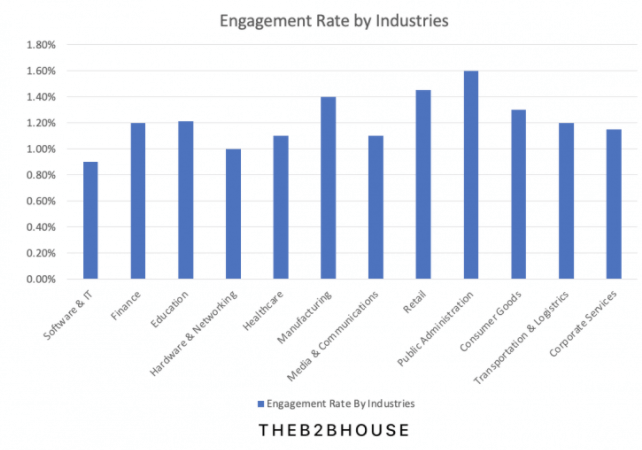 Engagement Rate by Industries
1.80%
1.60%
1.40%
1.20%
1.00%
0.80%
0.60%
0.40%
0.20%
0.00%
Software & IT
Finance
Education
Hardware & Networking
Healthcare
Manufacturing
Media & Communications
Retail
Public Administration
Consumer Goods
Transportation & Logistrics
Corporate Services
Engagement Rate By Industries
THEB2BHOUSE